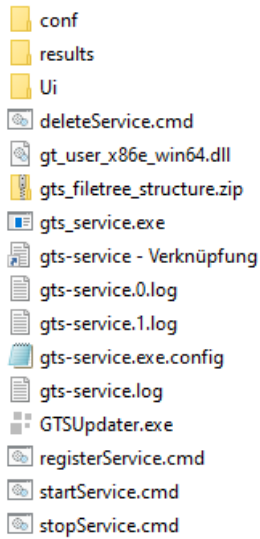 conf
results
Ui
deleteService.cmd
gt_user_x86e_win64.dll
gts_filetree_structure.zip
gts_service.exe
gts-service - Verknüpfung
gts-service.0.log
gts-service.1.log
gts-service.exe.config
gts-service.log
GTSUpdater.exe
registerService.cmd
startService.cmd
stopService.cmd